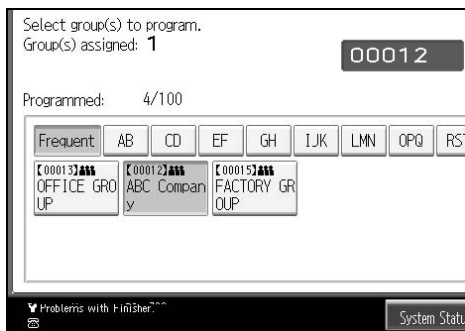 Select group(s) to program.
Group(s) assigned: 1
00012
Programmed: 4/100
Frequent AB CD EF GH IJK LMN OPQ RST
[00013] [00012] [00015]
OFFICE GRO ABC Compan FACTORY GR
UP y OUP
Problems with Finisher.
System Statu